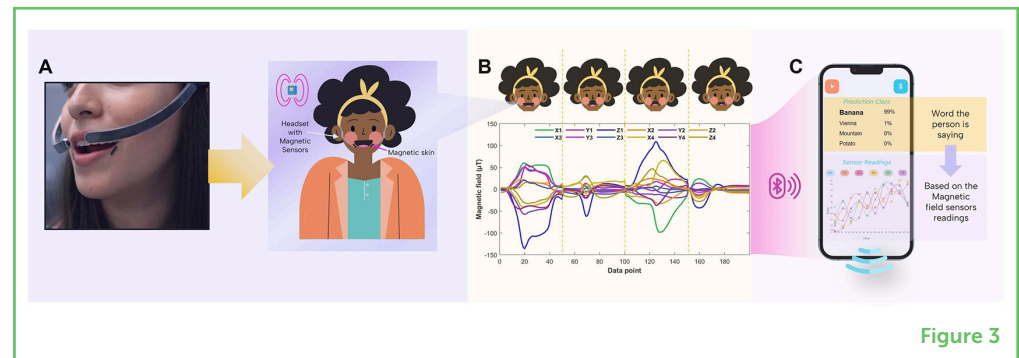 A
Headset
with
Magnetic
Sensors
Magnetic skin
B
X1 Y1 Z1 X2 Y2 Z2
X3 Y3 Z3 X4 Y4 Z4
Magnetic field (μT)
150
100
50
0
-50
-100
-150
0 20 40 60 80 100 120 140 160 180
Data point
C
Prediction Class
Banana 99%
Vienna 1%
Mountain 0%
Potato 0%
Sensor Readings
Time
Word the
person is
saying
Based on the
Magnetic
field sensors
readings
Figure 3